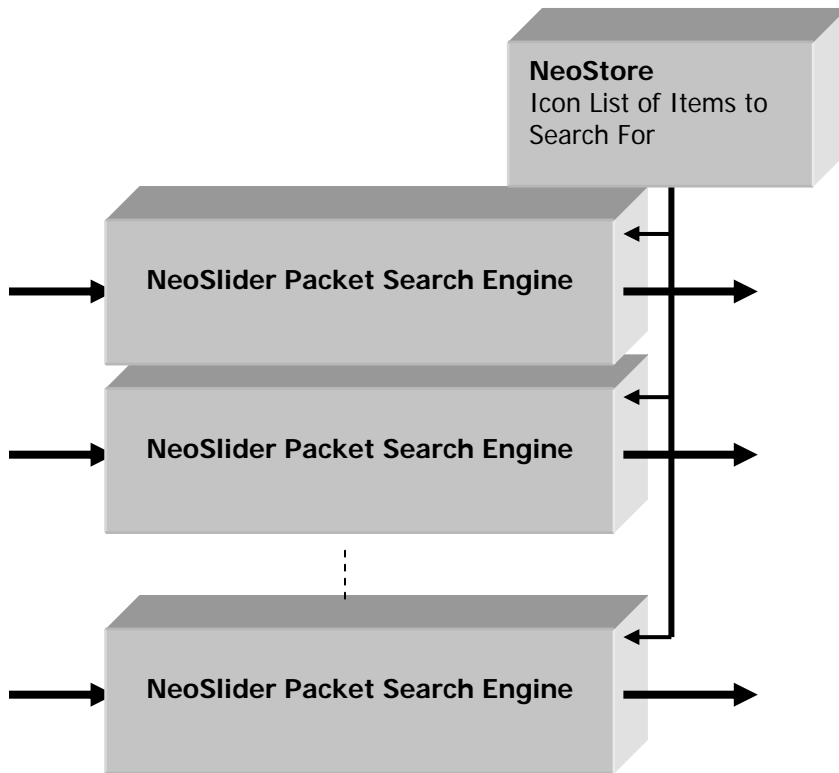 NeoStore
Icon List of Items to
Search For
NeoSlider Packet Search Engine
NeoSlider Packet Search Engine
NeoSlider Packet Search Engine